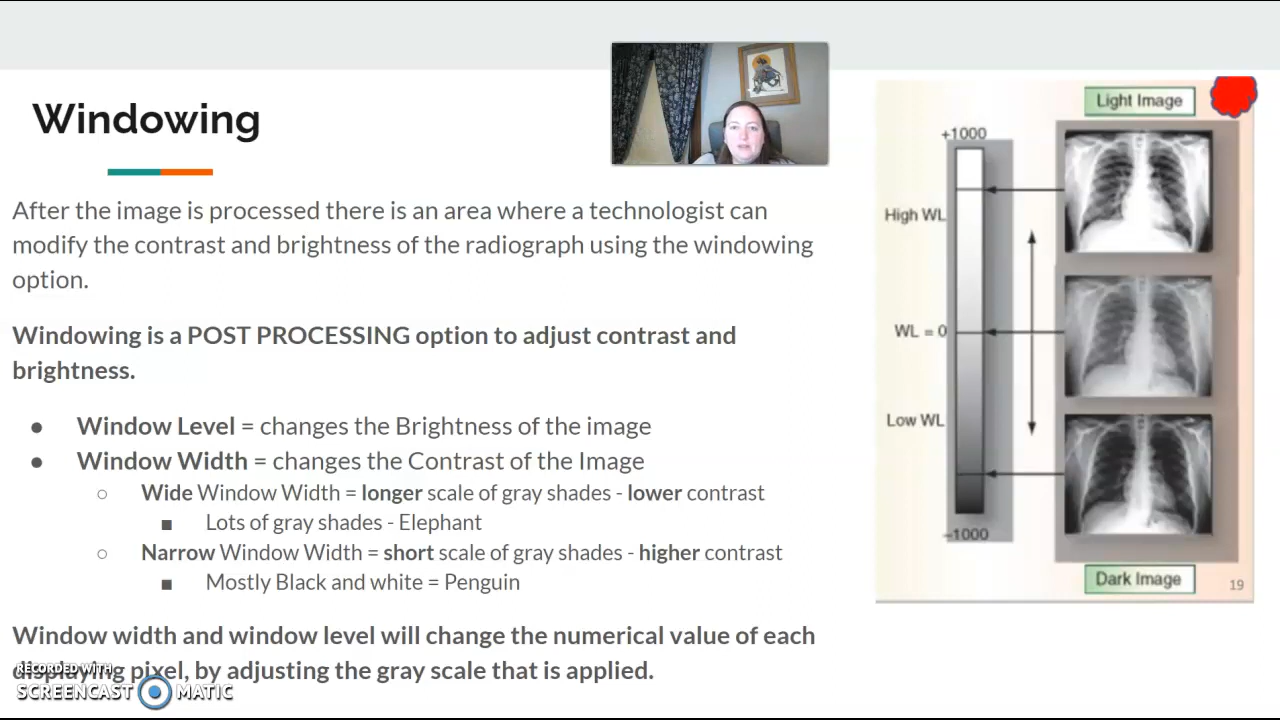 Windowing
After the image is processed there is an area where a technologist can
modify the contrast and brightness of the radiograph using the windowing
option.
Windowing is a POST PROCESSING option to adjust contrast and
brightness.
● Window Level = changes the Brightness of the image
● Window Width = changes the Contrast of the Image
○ Wide Window Width = longer scale of gray shades - lower contrast
■ Lots of gray shades - Elephant
○ Narrow Window Width = short scale of gray shades - higher contrast
■ Mostly Black and white = Penguin
Window width and window level will change the numerical value of each
displaying pixel, by adjusting the gray scale that is applied.
RECORDED WITH
SCREENCAST MATIC
Light Image
+1000
High WL
WL = 0
Low WL
-1000
Dark Image
19